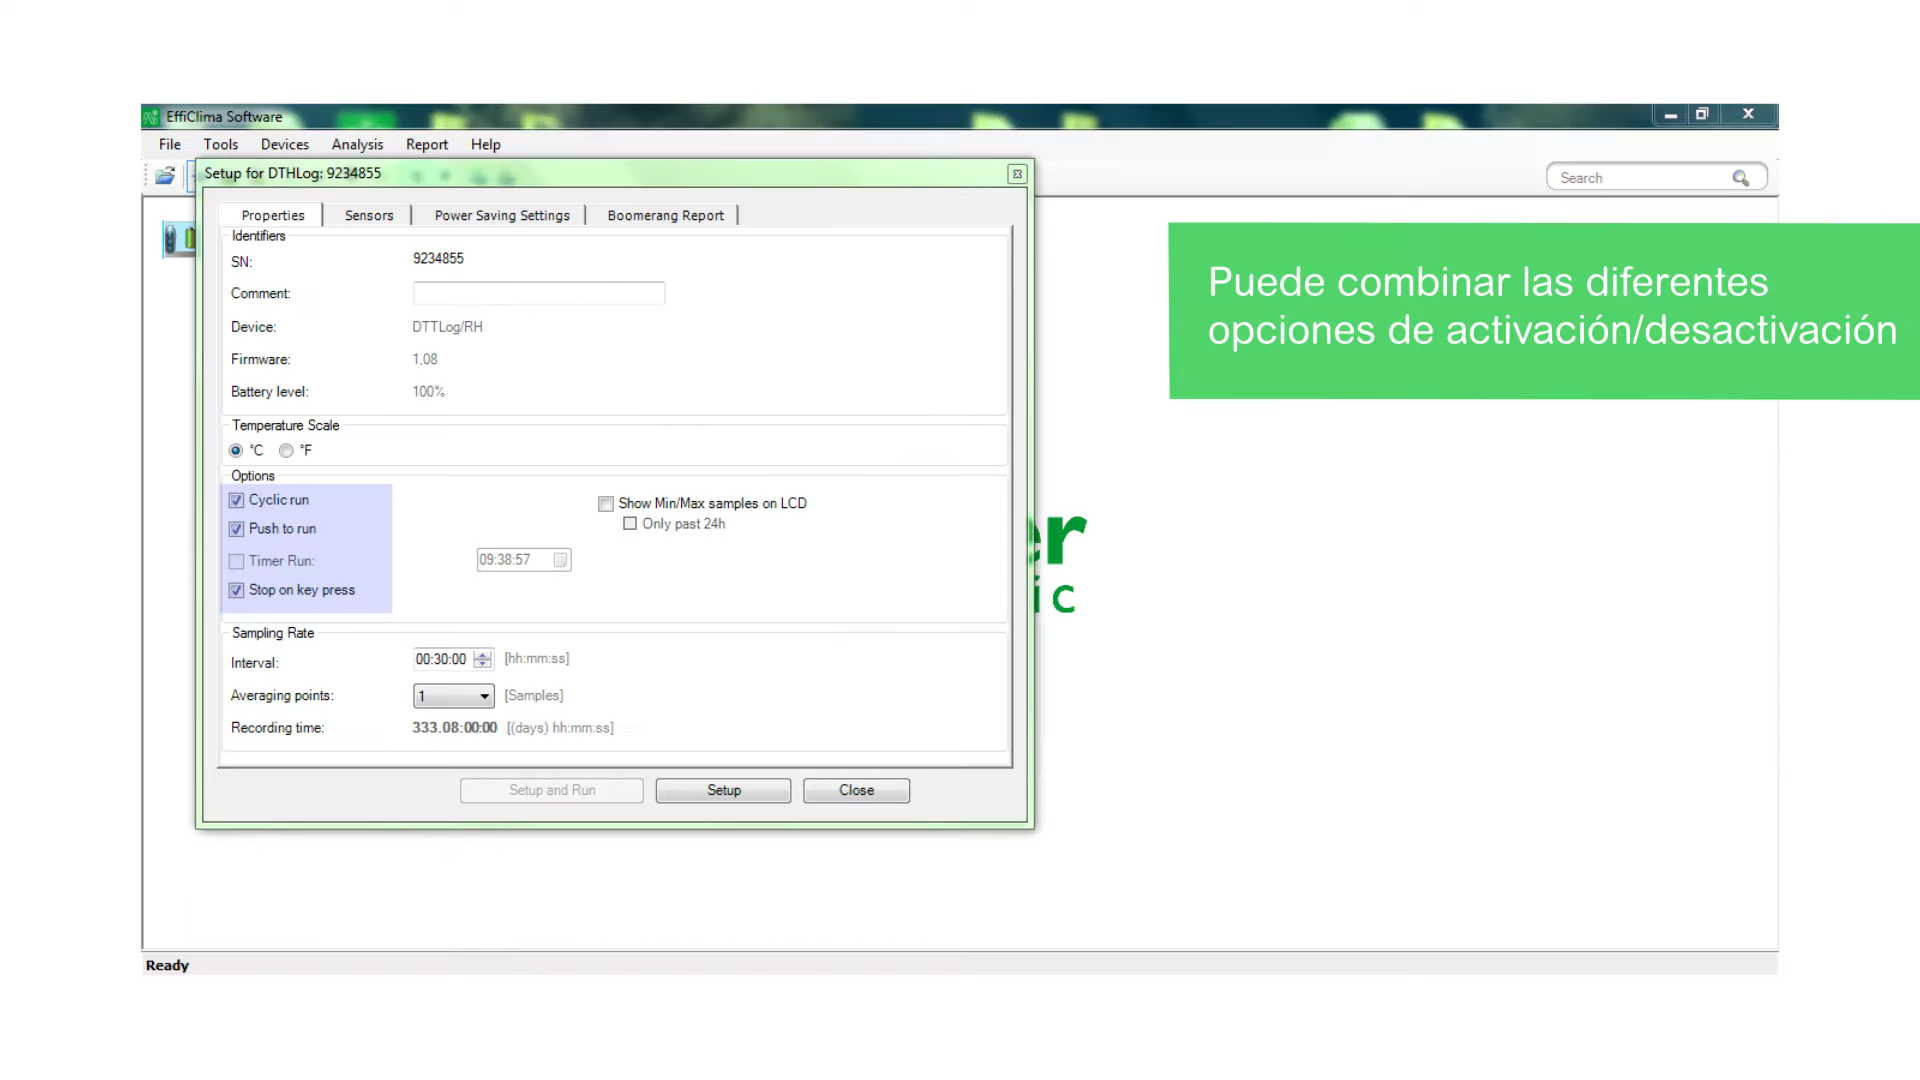 EffiClima Software
File Tools Devices Analysis Report Help
Setup for DTHLog: 9234855
Search
Properties Sensors Power Saving Settings Boomerang Report
Identifiers
SN: 9234855
Comment:
Device: DTTLog/RH
Firmware: 1,08
Battery level: 100%
Temperature Scale
°C °F
Options
Cyclic run
Show Min/Max samples on LCD
Only past 24h
Push to run
Timer Run: 09:38:57
Stop on key press
Sampling Rate
Interval: 00:30:00 [hh:mm:ss]
Averaging points: 1 [Samples]
Recording time: 333.08:00:00 [(days) hh:mm:ss]
Setup and Run Setup Close
Puede combinar las diferentes
opciones de activación/desactivación
er
ic
Ready